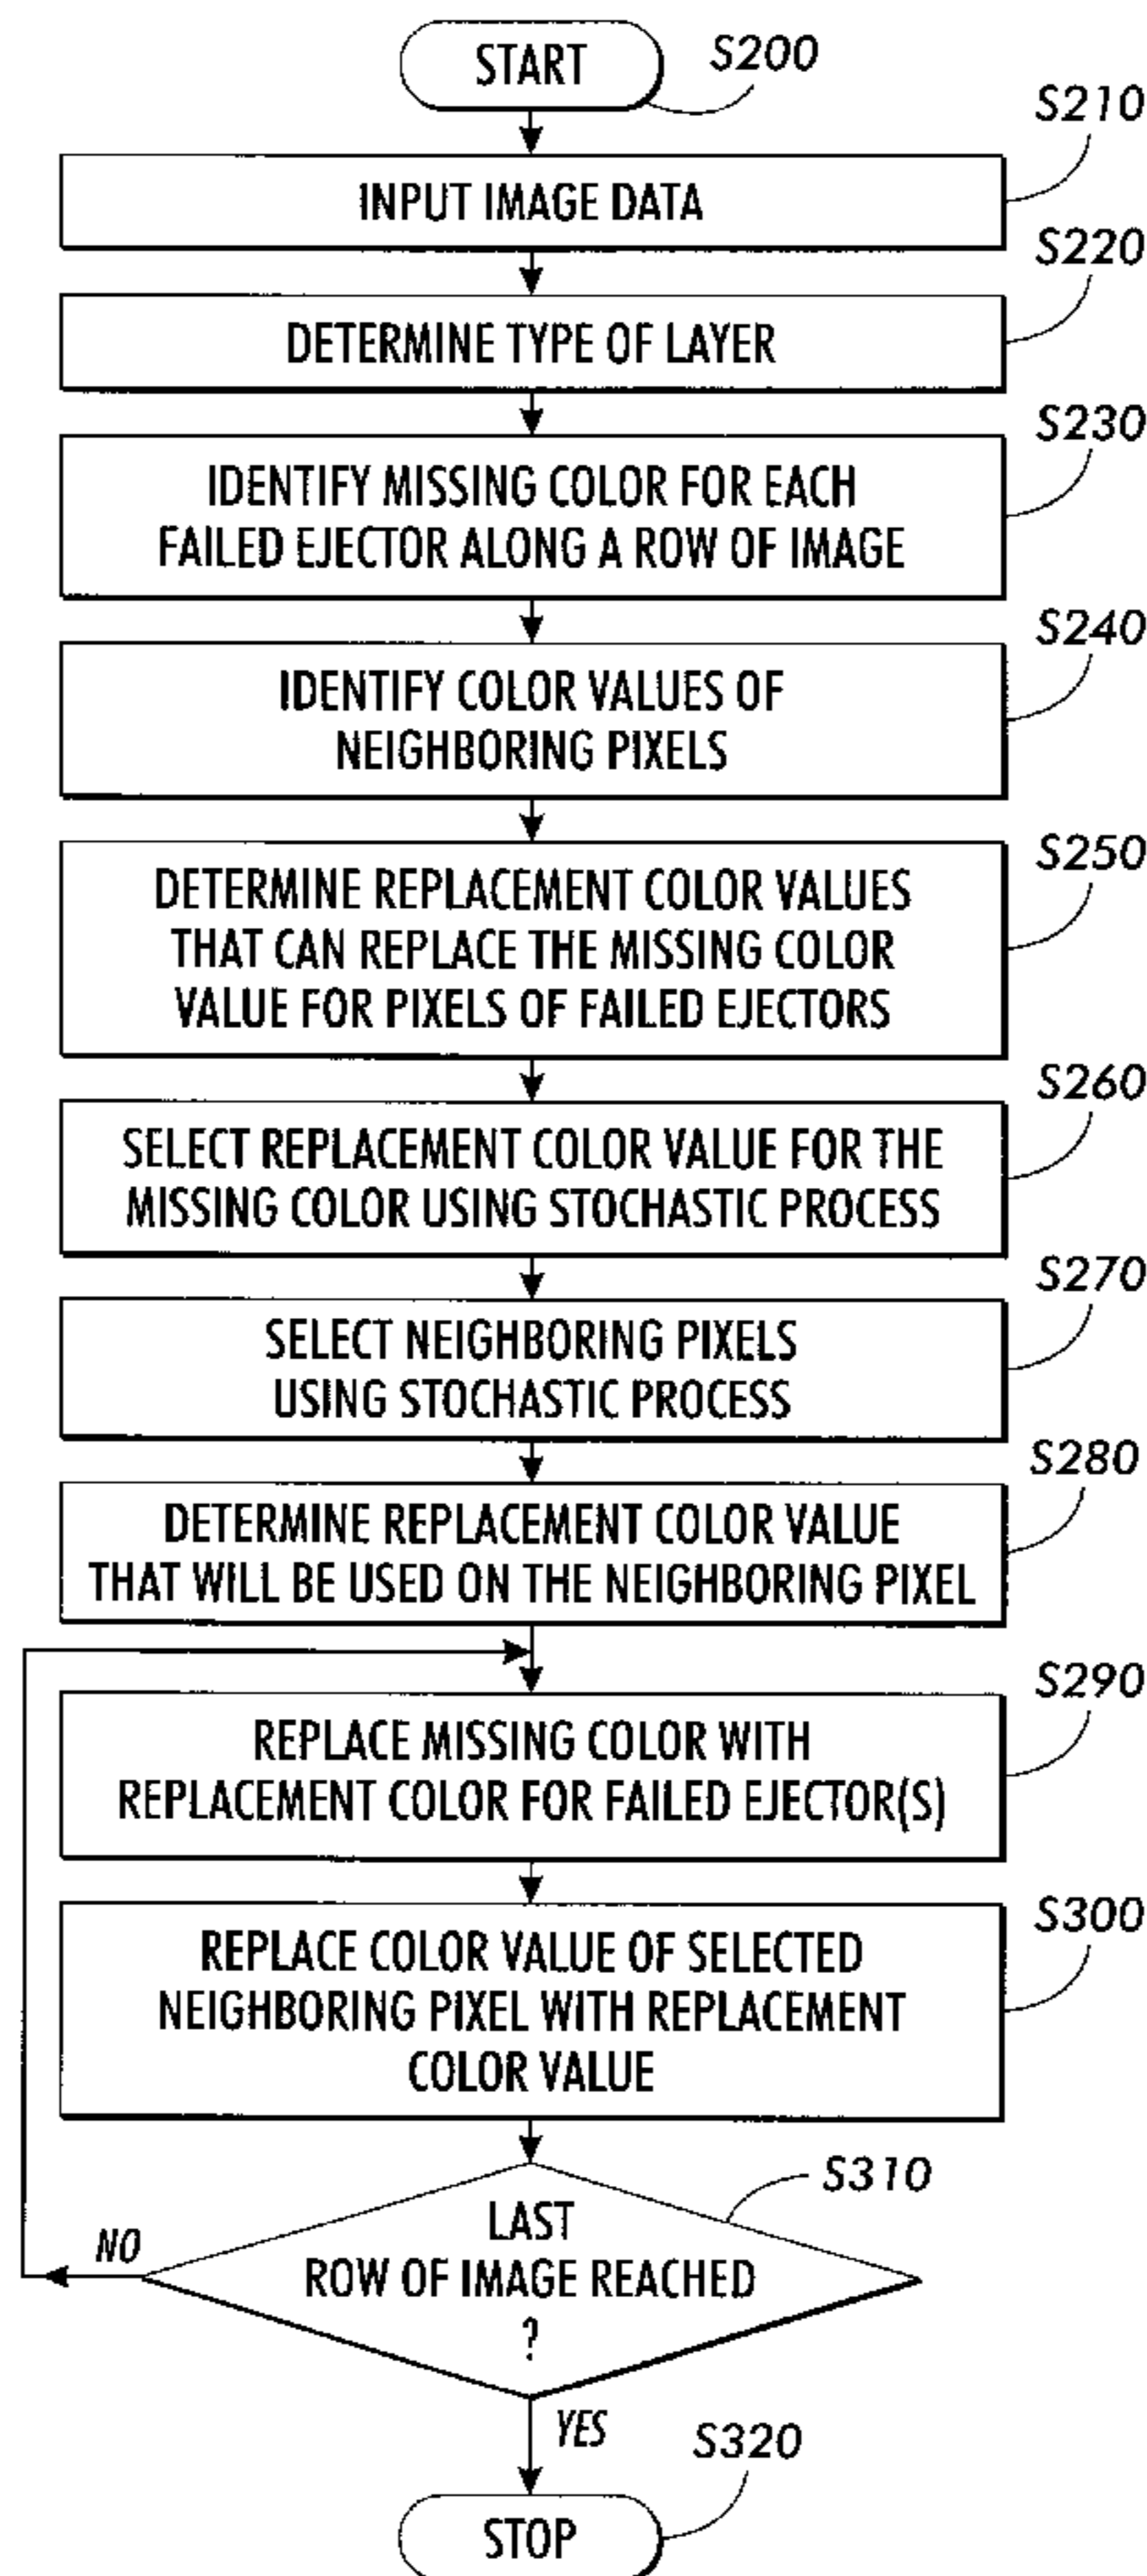 START
S200
S210
INPUT IMAGE DATA
S220
DETERMINE TYPE OF LAYER
S230
IDENTIFY MISSING COLOR FOR EACH
FAILED EJECTOR ALONG A ROW OF IMAGE
S240
IDENTIFY COLOR VALUES OF
NEIGHBORING PIXELS
S250
DETERMINE REPLACEMENT COLOR VALUES
THAT CAN REPLACE THE MISSING COLOR
VALUE FOR PIXELS OF FAILED EJECTORS
S260
SELECT REPLACEMENT COLOR VALUE FOR THE
MISSING COLOR USING STOCHASTIC PROCESS
S270
SELECT NEIGHBORING PIXELS
USING STOCHASTIC PROCESS
S280
DETERMINE REPLACEMENT COLOR VALUE
THAT WILL BE USED ON THE NEIGHBORING PIXEL
S290
REPLACE MISSING COLOR WITH
REPLACEMENT COLOR FOR FAILED EJECTOR(S)
S300
REPLACE COLOR VALUE OF SELECTED
NEIGHBORING PIXEL WITH REPLACEMENT
COLOR VALUE
S310
LAST
ROW OF IMAGE REACHED
?
NO
YES
S320
STOP